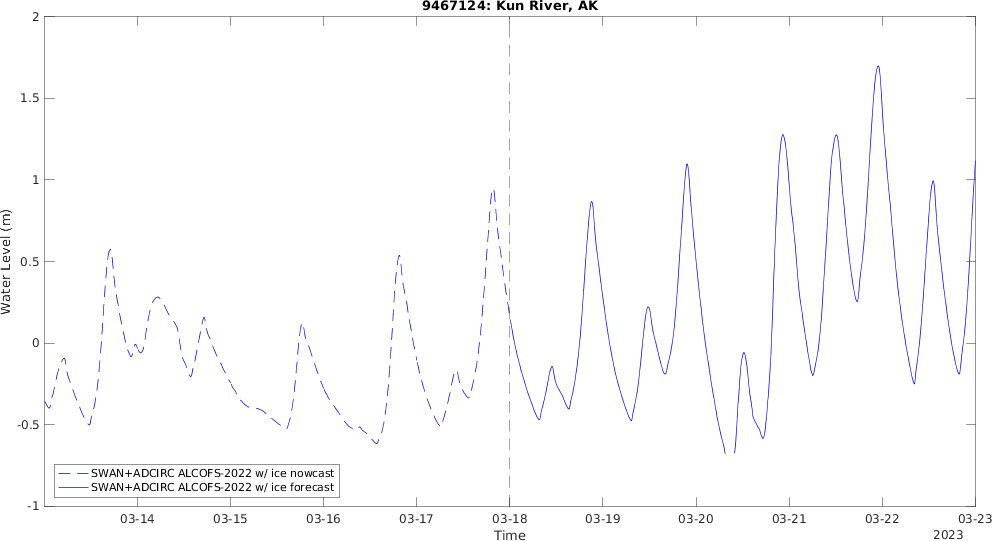 9467124: Kun River, AK
2
1.5
1
0.5
0
-0.5
-1
Water Level (m)
SWAN+ADCIRC ALCOFS-2022 w/ ice nowcast
SWAN+ADCIRC ALCOFS-2022 w/ ice forecast
03-14 03-15 03-16 03-17 03-18 03-19 03-20 03-21 03-22 03-23
Time
2023